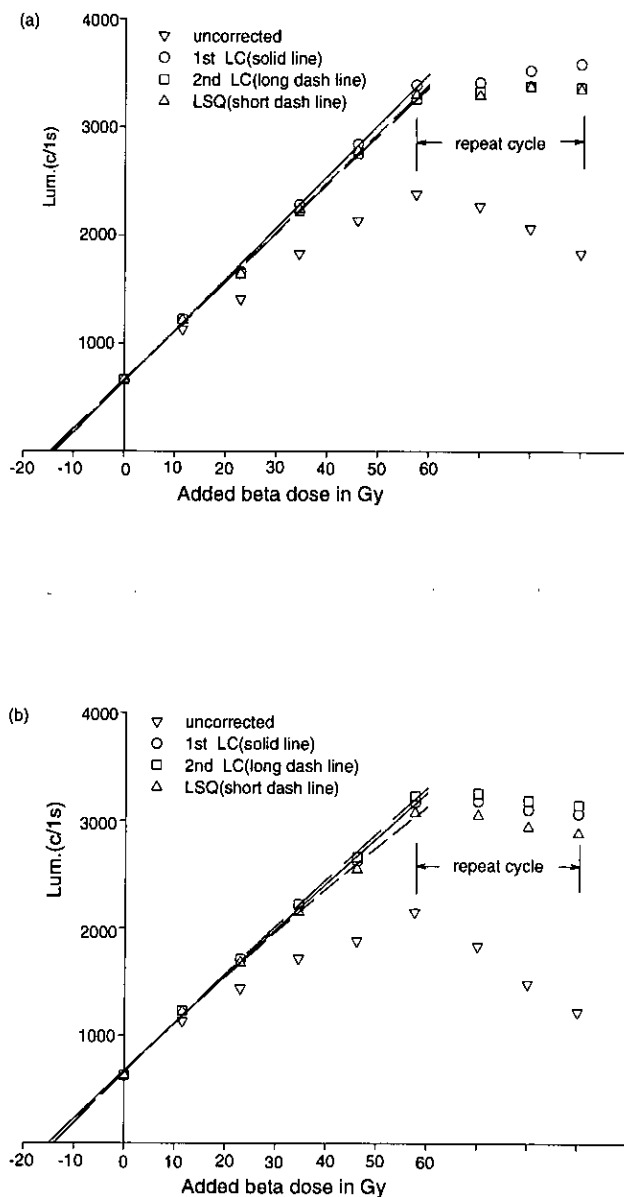 (a)
uncorrected
1st LC(solid line)
2nd LC(long dash line)
LSQ(short dash line)
repeat cycle
Lum.(c/1s)
4000
3000
2000
1000
-20 -10 0 10 20 30 40 50 60
Added beta dose in Gy
(b)
uncorrected
1st LC(solid line)
2nd LC(long dash line)
LSQ(short dash line)
repeat cycle
Lum.(c/1s)
4000
3000
2000
1000
-20 -10 0 10 20 30 40 50 60
Added beta dose in Gy